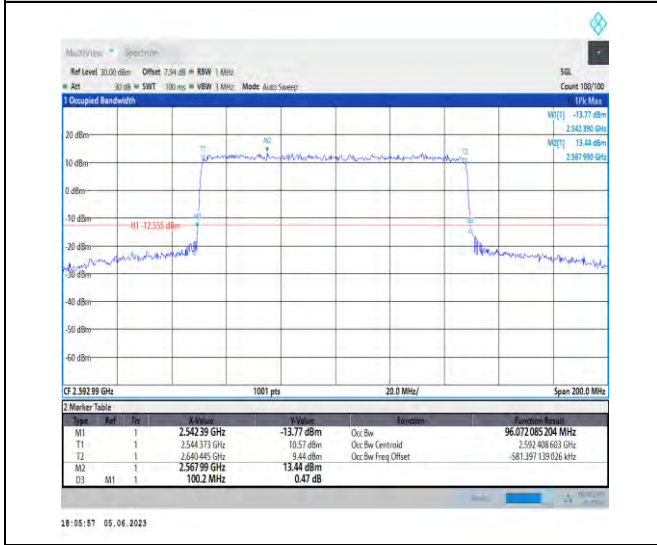 MultiView Spectrum
Ref Level 30.00 dBm Offset 7.94 dB RBW 1 MHz SGL
Att 30 dB SWT 100 ms VBW 3 MHz Mode Auto Sweep Count 100/100
1 Occupied Bandwidth 1Pk Max
M1[1] -13.77 dBm
2.542 390 GHz
M2[1] 13.44 dBm
2.567 990 GHz
20 dBm
M2
T1
T2
10 dBm
0 dBm
-10 dBm
M1
H1 -12.555 dBm
-20 dBm
-30 dBm
-40 dBm
-50 dBm
-60 dBm
CF 2.592 99 GHz 1001 pts 20.0 MHz/ Span 200.0 MHz
2 Marker Table
Type Ref Trc X-Value Y-Value Function Function Result
M1 1 2.542 39 GHz -13.77 dBm Occ Bw 96.072 085 204 MHz
T1 1 2.544 373 GHz 10.57 dBm Occ Bw Centroid 2.592 408 603 GHz
T2 1 2.640 445 GHz 9.44 dBm Occ Bw Freq Offset -581.397 139 026 kHz
M2 1 2.567 99 GHz 13.44 dBm
D3 M1 1 100.2 MHz 0.47 dB
18:05:57 05.06.2023